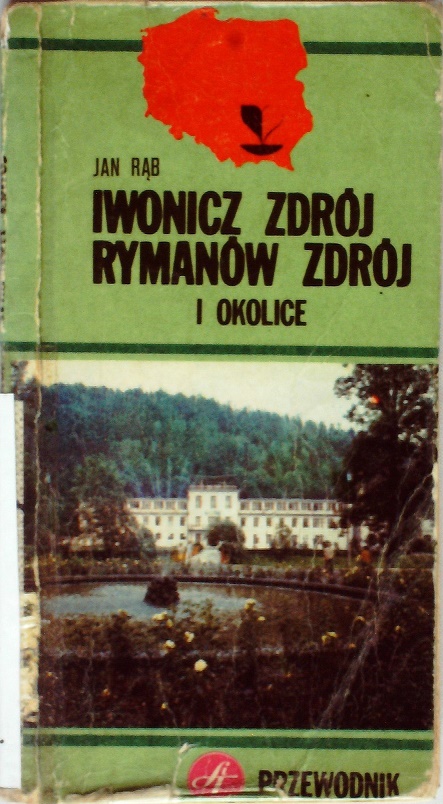 JAN RĄB
IWONICZ ZDRÓJ
RYMANÓW ZDRÓJ
I OKOLICE
PRZEWODNIK